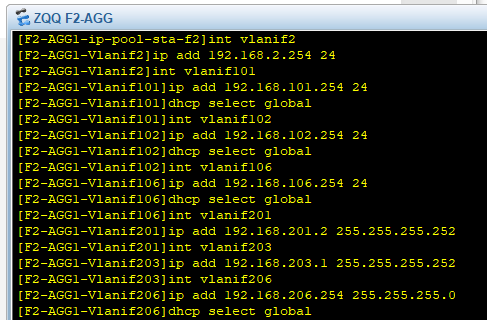 ZQQ F2-AGG
[F2-AGG1-ip-pool-sta-f2]int vlanif2
[F2-AGG1-Vlanif2]ip add 192.168.2.254 24
[F2-AGG1-Vlanif2]int vlanif101
[F2-AGG1-Vlanif101]ip add 192.168.101.254 24
[F2-AGG1-Vlanif101]dhcp select global
[F2-AGG1-Vlanif101]int vlanif102
[F2-AGG1-Vlanif102]ip add 192.168.102.254 24
[F2-AGG1-Vlanif102]dhcp select global
[F2-AGG1-Vlanif102]int vlanif106
[F2-AGG1-Vlanif106]ip add 192.168.106.254 24
[F2-AGG1-Vlanif106]dhcp select global
[F2-AGG1-Vlanif106]int vlanif201
[F2-AGG1-Vlanif201]ip add 192.168.201.2 255.255.255.252
[F2-AGG1-Vlanif201]int vlanif203
[F2-AGG1-Vlanif203]ip add 192.168.203.1 255.255.255.252
[F2-AGG1-Vlanif203]int vlanif206
[F2-AGG1-Vlanif206]ip add 192.168.206.254 255.255.255.0
[F2-AGG1-Vlanif206]dhcp select global